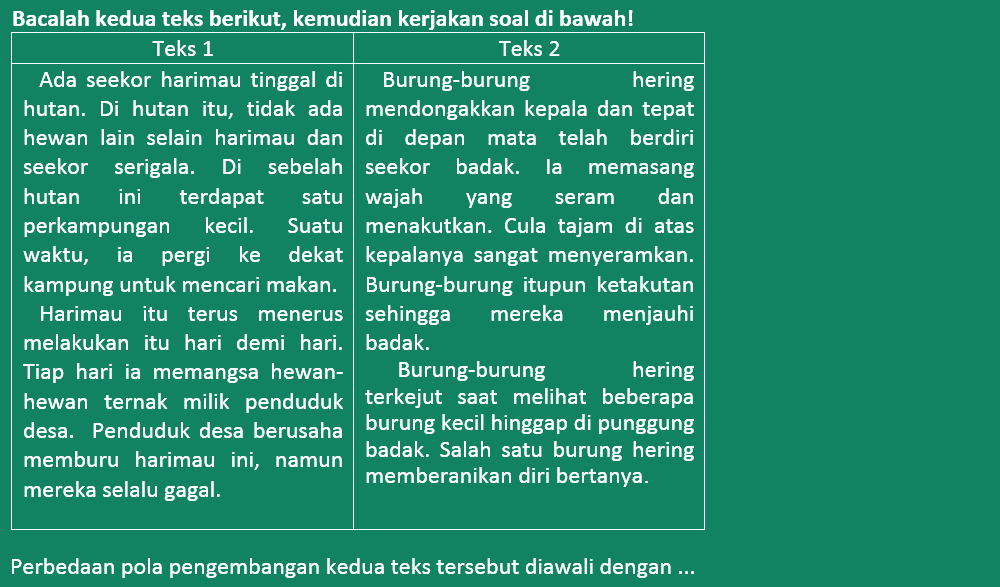 Bacalah kedua teks berikut, kemudian kerjakan soal di bawah!
Teks 1
Ada seekor harimau tinggal di
hutan. Di hutan itu, tidak ada
hewan lain selain harimau dan
seekor serigala. Di sebelah
hutan ini terdapat satu
perkampungan kecil. Suatu
waktu, ia pergi ke dekat
kampung untuk mencari makan.
Harimau itu terus menerus
melakukan itu hari demi hari.
Tiap hari ia memangsa hewan-
hewan ternak milik penduduk
desa. Penduduk desa berusaha
memburu harimau ini, namun
mereka selalu gagal.
Teks 2
Burung-burung hering
mendongakkan kepala dan tepat
di depan mata telah berdiri
seekor badak. Ia memasang
wajah yang seram dan
menakutkan. Cula tajam di atas
kepalanya sangat menyeramkan.
Burung-burung itupun ketakutan
sehingga mereka menjauhi
badak.
Burung-burung hering
terkejut saat melihat beberapa
burung kecil hinggap di punggung
badak. Salah satu burung hering
memberanikan diri bertanya.
Perbedaan pola pengembangan kedua teks tersebut diawali dengan ...